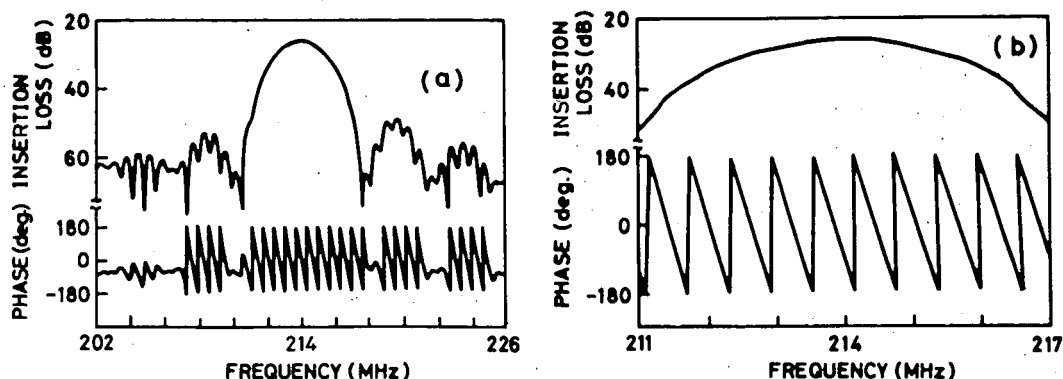 PHASE (deg.) INSERTION
LOSS (dB)
20
40
60
180
0
-180
(a)
202
214
226
FREQUENCY (MHz)
PHASE (deg.) INSERTION
LOSS (dB)
20
40
180
0
-180
(b)
211
214
217
FREQUENCY (MHz)